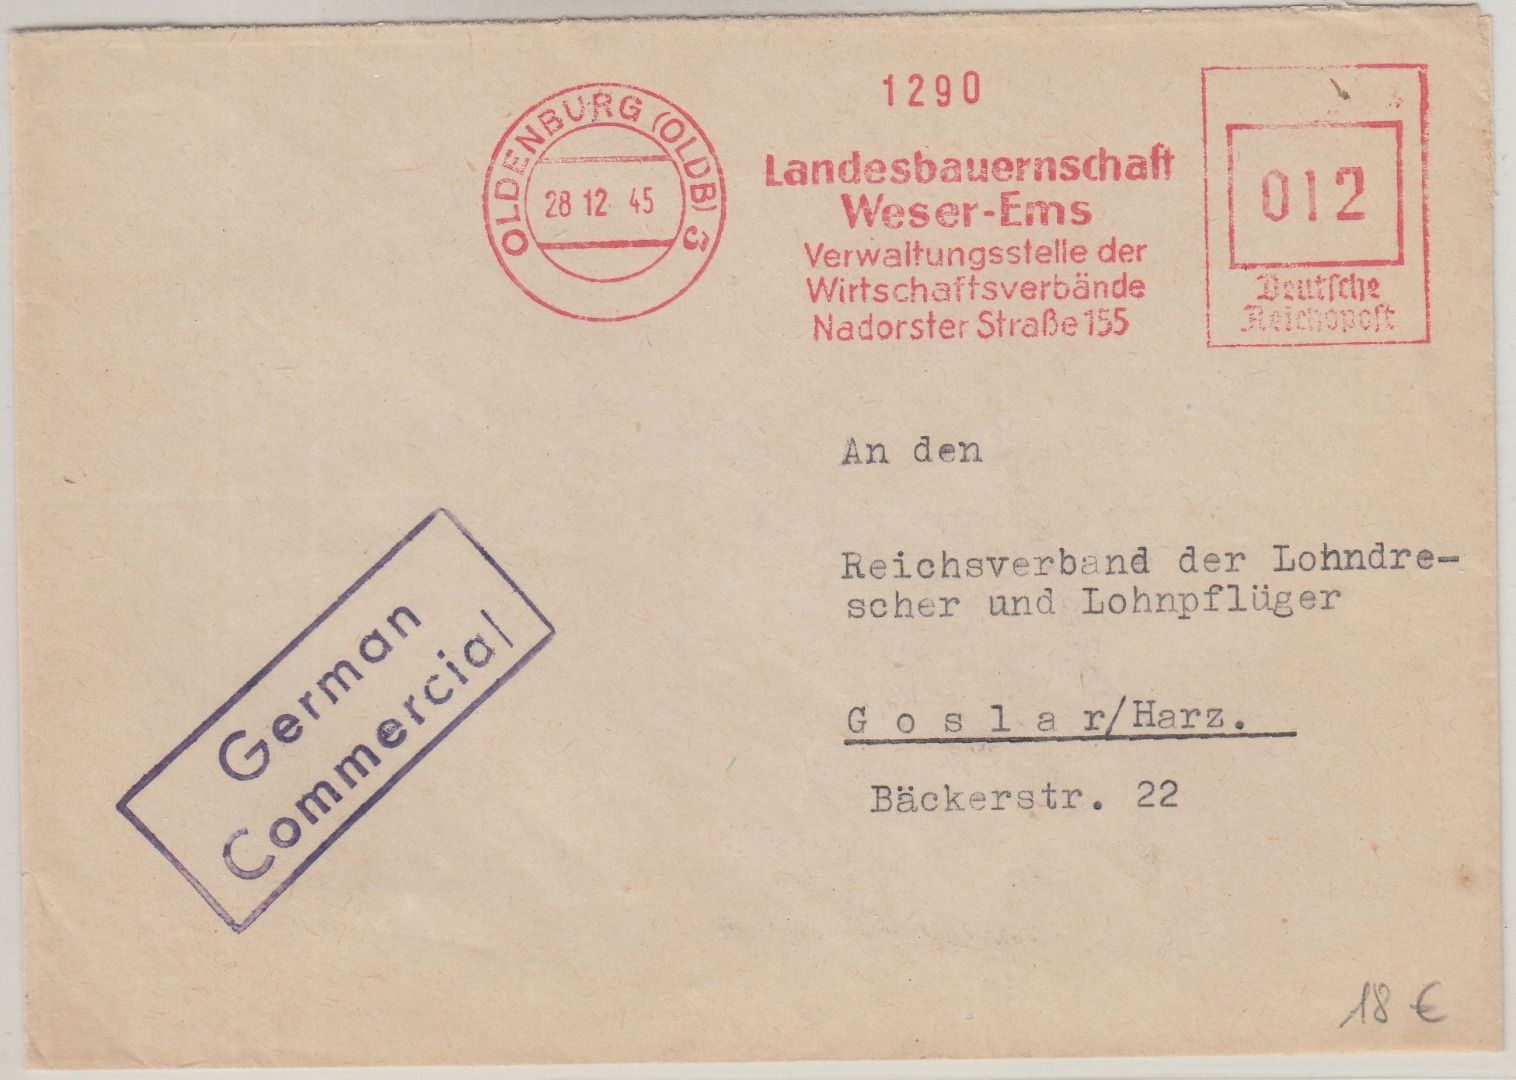 1290
OLDENBURG (OLDB) 3
28 12 45
Landesbauernschaft
Weser-Ems
Verwaltungsstelle der
Wirtschaftsverbände
Nadorster Straße 155
012
Deutsche
Reichspost
An den
Reichsverband der Lohndre-
scher und Lohnpflüger
G o s l a r/Harz.
Bäckerstr. 22
German
Commercial
18 €